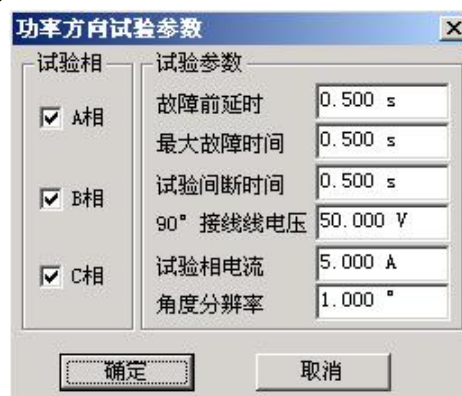 功率方向试验参数
试验相
A相
B相
C相
试验参数
故障前延时 0.500 s
最大故障时间 0.500 s
试验间断时间 0.500 s
90° 接线线电压 50.000 V
试验相电流 5.000 A
角度分辨率 1.000 °
确定 取消